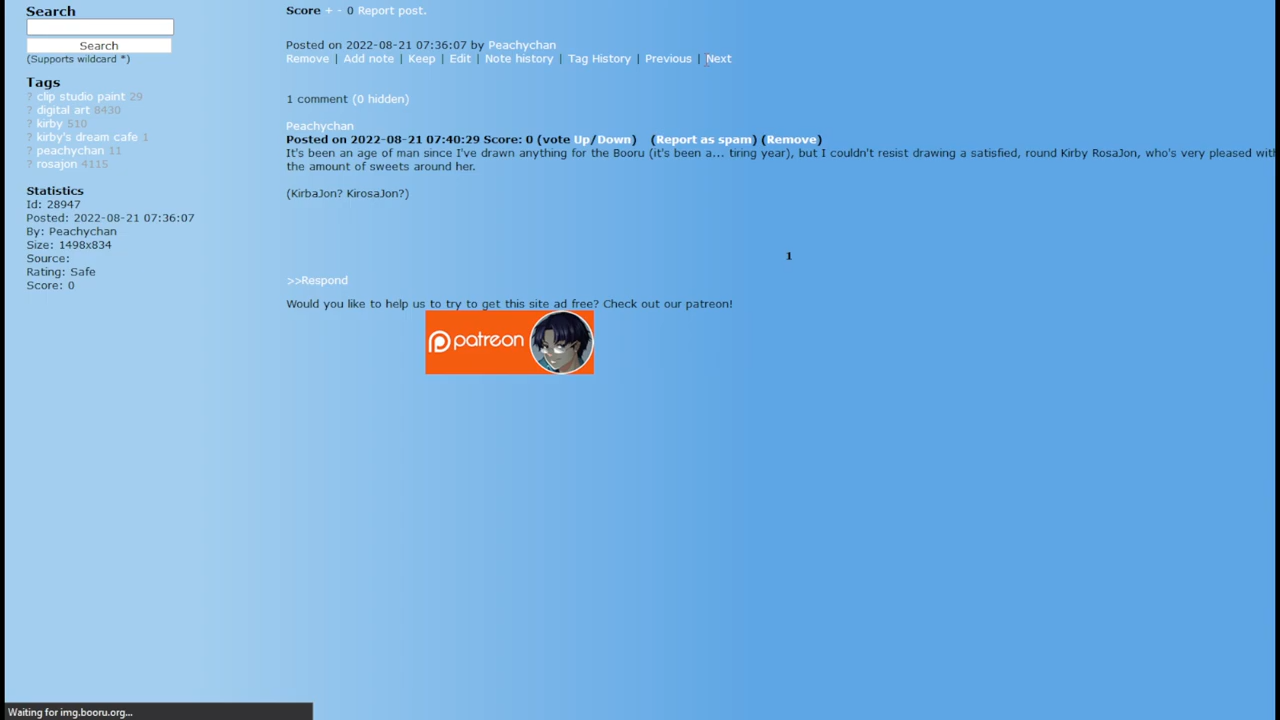 Search
Search
(Supports wildcard *)
Tags
? clip studio paint 29
? digital art 8430
? kirby 510
? kirby's dream cafe 1
? peachychan 11
? rosajon 4115
Statistics
Id: 28947
Posted: 2022-08-21 07:36:07
By: Peachychan
Size: 1498x834
Source:
Rating: Safe
Score: 0
Score + - 0 Report post.
Posted on 2022-08-21 07:36:07 by Peachychan
Remove | Add note | Keep | Edit | Note history | Tag History | Previous | Next
1 comment (0 hidden)
Peachychan
Posted on 2022-08-21 07:40:29 Score: 0 (vote Up/Down) (Report as spam) (Remove)
It's been an age of man since I've drawn anything for the Booru (it's been a... tiring year), but I couldn't resist drawing a satisfied, round Kirby RosaJon, who's very pleased with
the amount of sweets around her.
(KirbaJon? KirosaJon?)
1
>>Respond
Would you like to help us to try to get this site ad free? Check out our patreon!
patreon
Waiting for img.booru.org...